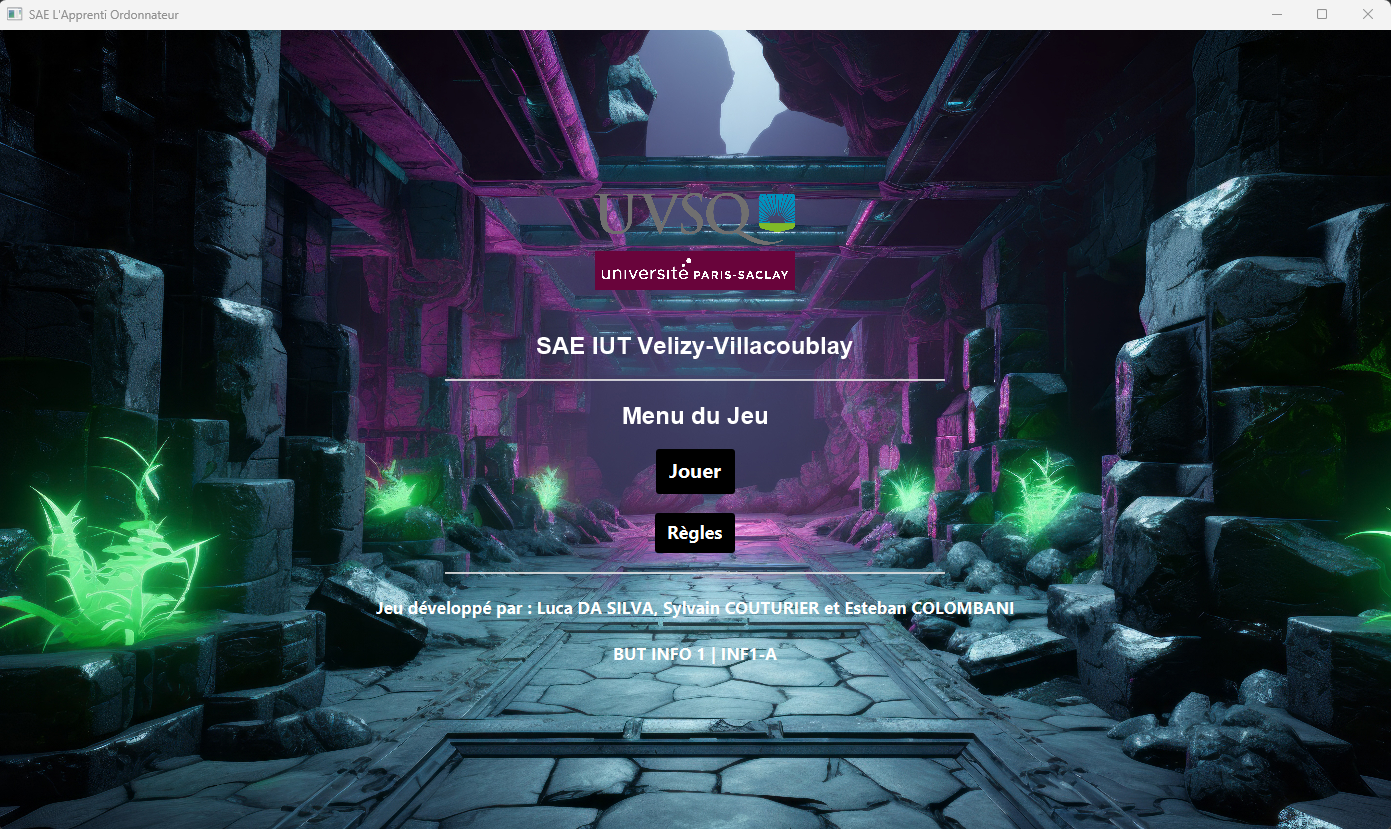 SAE L'Apprenti Ordonnateur
UVSQ
université PARIS-SACLAY
SAE IUT Velizy-Villacoublay
Menu du Jeu
Jouer
Règles
Jeu développé par : Luca DA SILVA, Sylvain COUTURIER et Esteban COLOMBANI
BUT INFO 1 | INF1-A